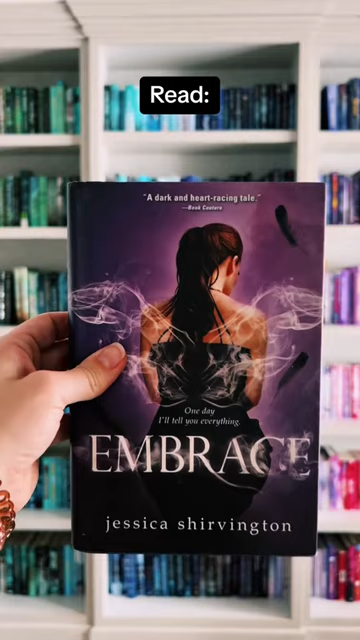 Read:
"A dark and heart-racing tale."
—Book Couture
One day
I'll tell you everything.
EMBRACE
jessica shirvington